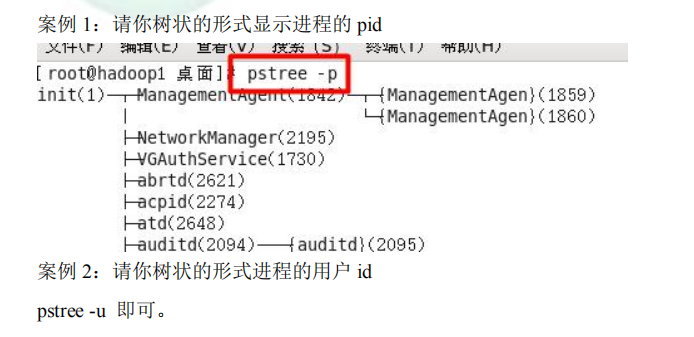 案例 1：请你树状的形式显示进程的 pid
文件(F) 编辑(E) 查看(V) 搜索 (S) 终端(T) 帮助(H)
[root@hadoop1 桌面]# pstree -p
init(1)─┬─ManagementAgent(1842)─┬─{ManagementAgen}(1859)
│ └─{ManagementAgen}(1860)
├─NetworkManager(2195)
├─VGAuthService(1730)
├─abrtd(2621)
├─acpid(2274)
├─atd(2648)
├─auditd(2094)───{auditd}(2095)
案例 2：请你树状的形式进程的用户 id
pstree -u 即可。